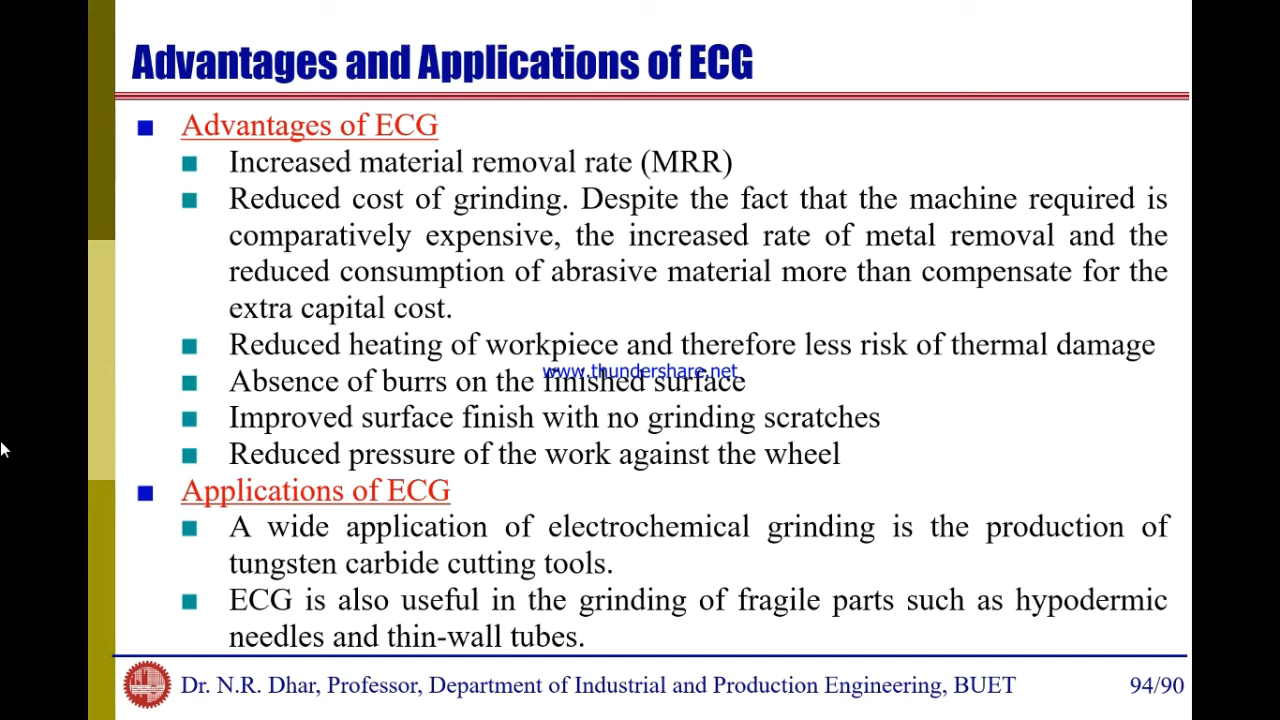 Advantages and Applications of ECG
Advantages of ECG
Increased material removal rate (MRR)
Reduced cost of grinding. Despite the fact that the machine required is
comparatively expensive, the increased rate of metal removal and the
reduced consumption of abrasive material more than compensate for the
extra capital cost.
Reduced heating of workpiece and therefore less risk of thermal damage
www.thundershare.net
Absence of burrs on the finished surface
Improved surface finish with no grinding scratches
Reduced pressure of the work against the wheel
Applications of ECG
A wide application of electrochemical grinding is the production of
tungsten carbide cutting tools.
ECG is also useful in the grinding of fragile parts such as hypodermic
needles and thin-wall tubes.
Dr. N.R. Dhar, Professor, Department of Industrial and Production Engineering, BUET 94/90